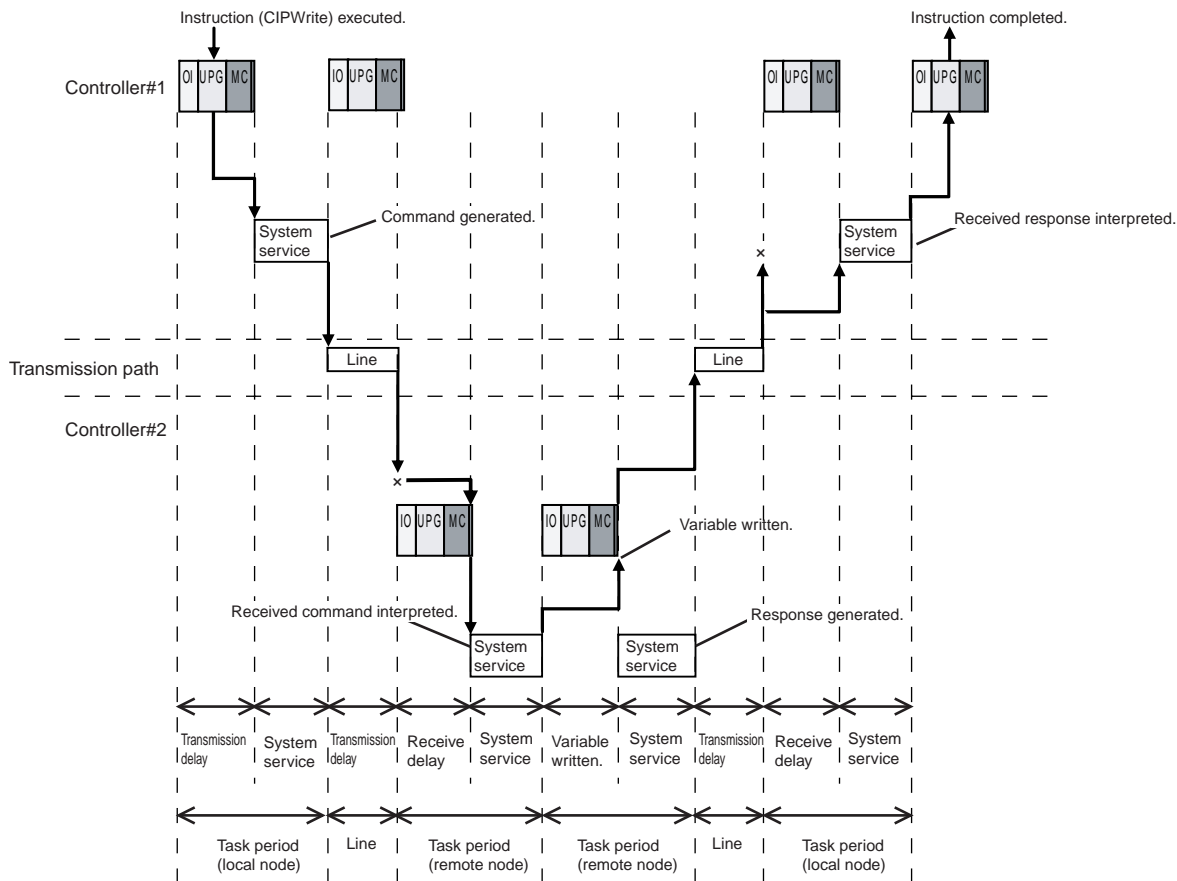 Instruction (CIPWrite) executed.
Instruction completed.
Controller#1
OI UPG MC
IO UPG MC
OI UPG MC
OI UPG MC
Command generated.
System
service
System
service
Received response interpreted.
×
Transmission path
Line
Line
Controller#2
×
IO UPG MC
IO UPG MC
Variable written.
Received command interpreted.
Response generated.
System
service
System
service
Transmission
delay
System
service
Transmission
delay
Receive
delay
System
service
Variable
written.
System
service
Transmission
delay
Receive
delay
System
service
Task period
(local node)
Line
Task period
(remote node)
Task period
(remote node)
Line
Task period
(local node)